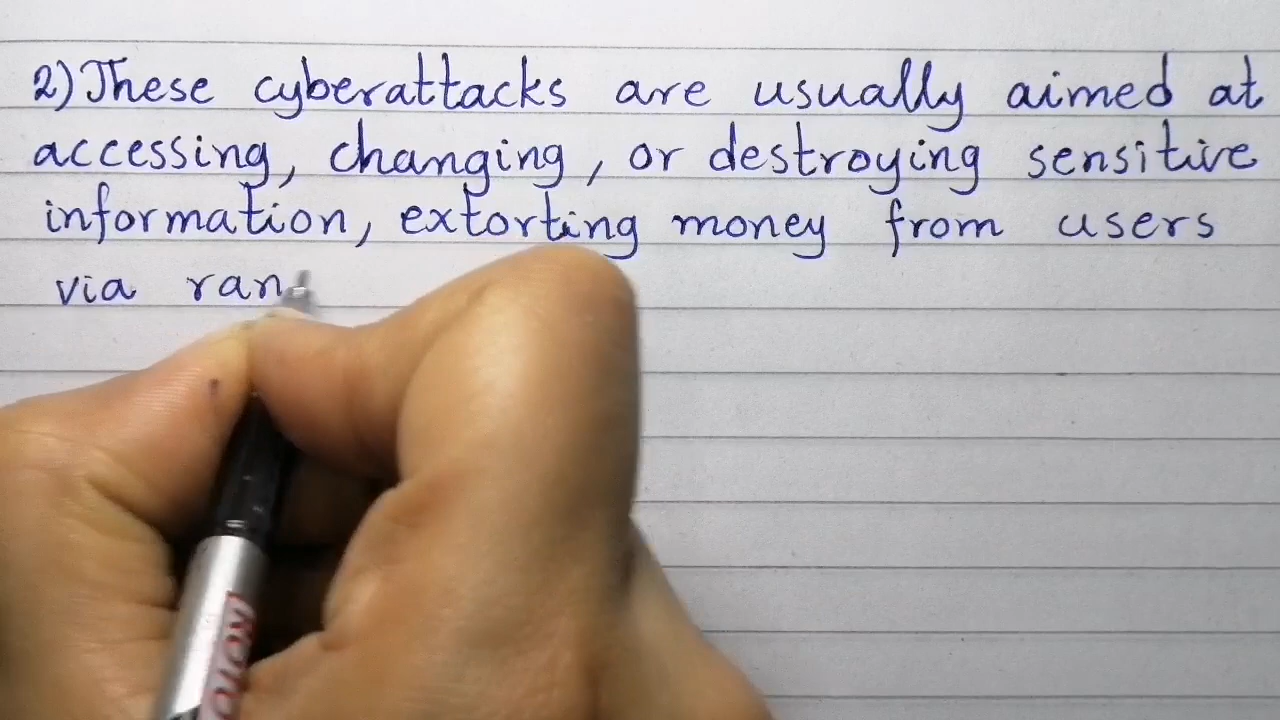 2) These cyberattacks are usually aimed at
accessing, changing, or destroying sensitive
information, extorting money from users
via ran